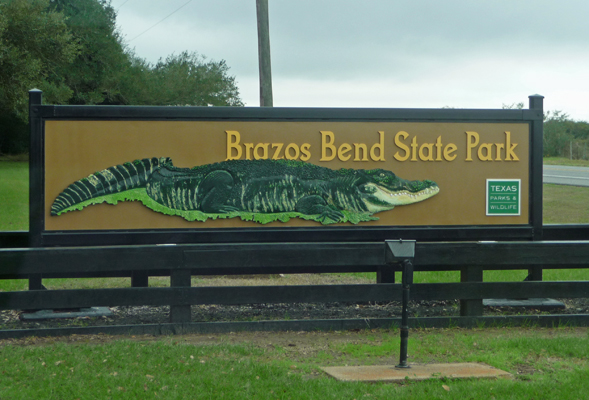 Brazos Bend State Park
TEXAS
PARKS &
WILDLIFE